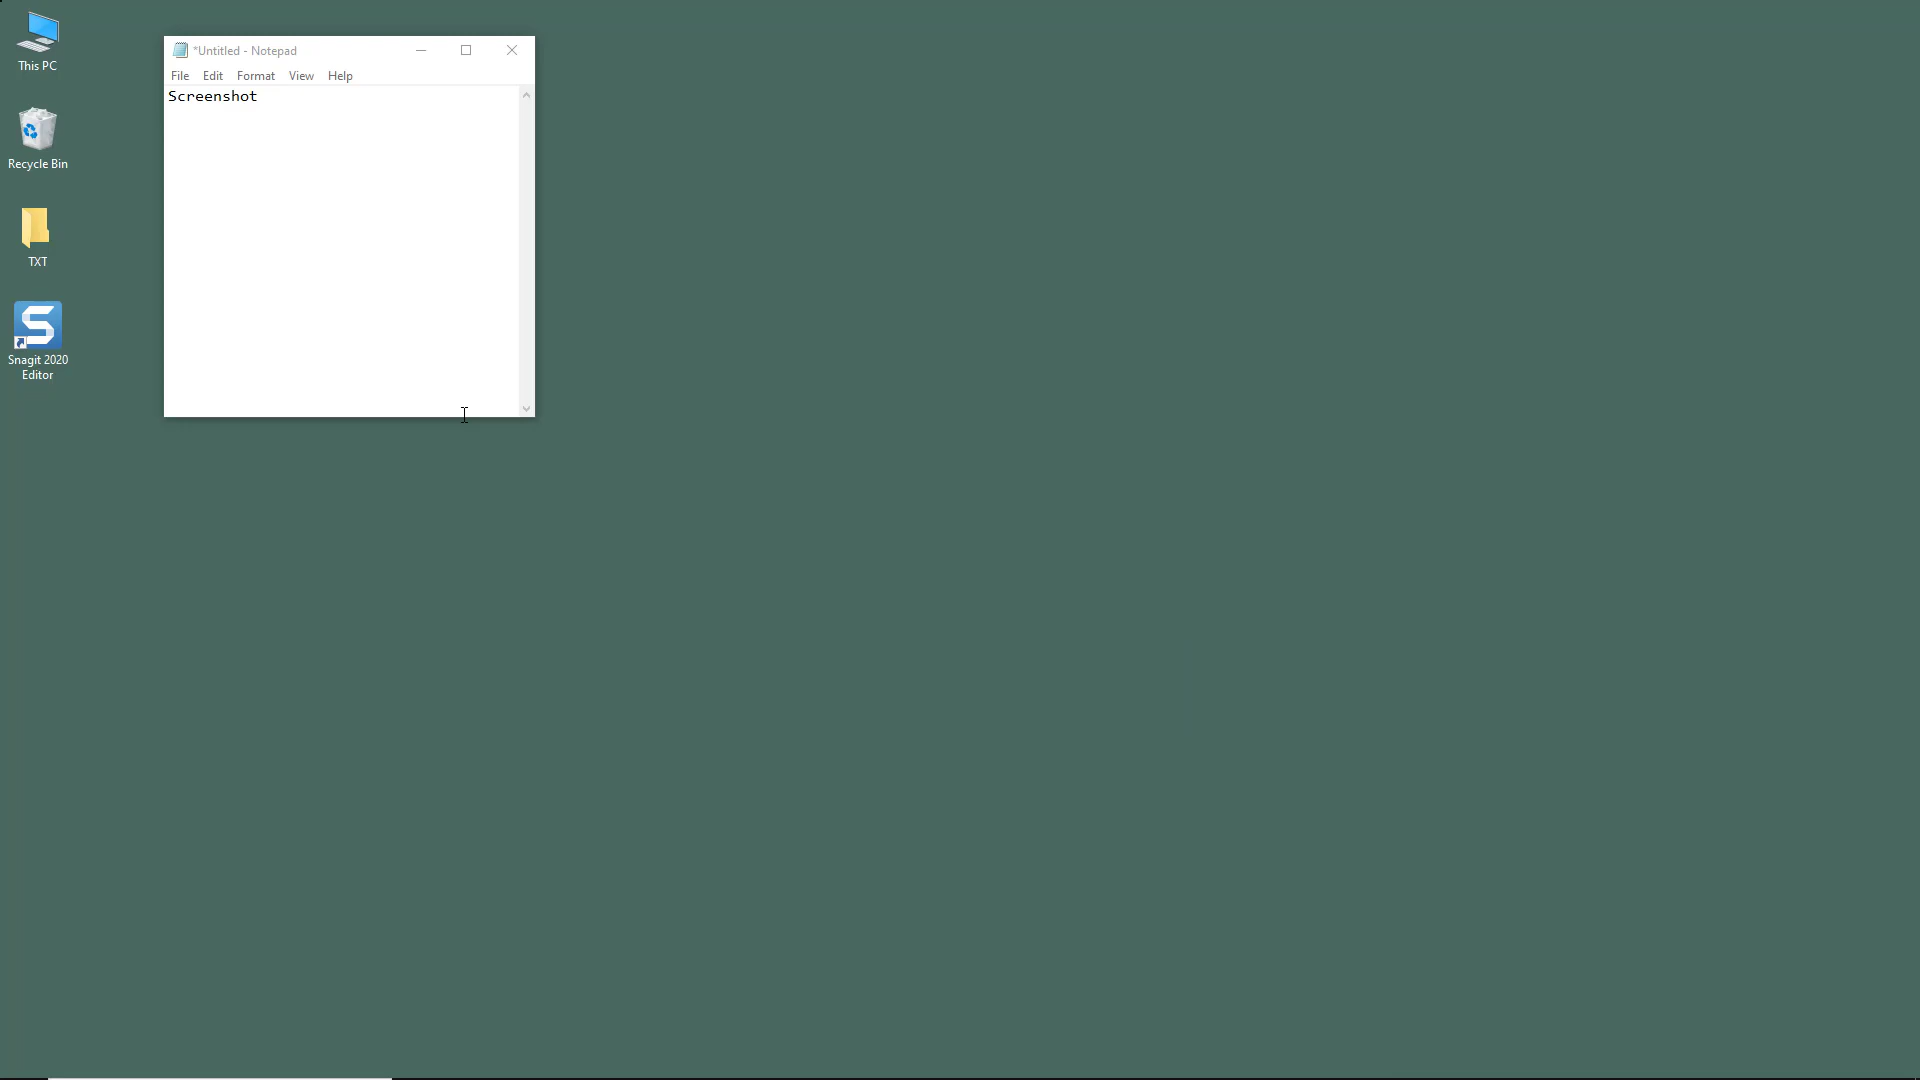 This PC
Recycle Bin
TXT
Snagit 2020
Editor
*Untitled - Notepad
File Edit Format View Help
Screenshot